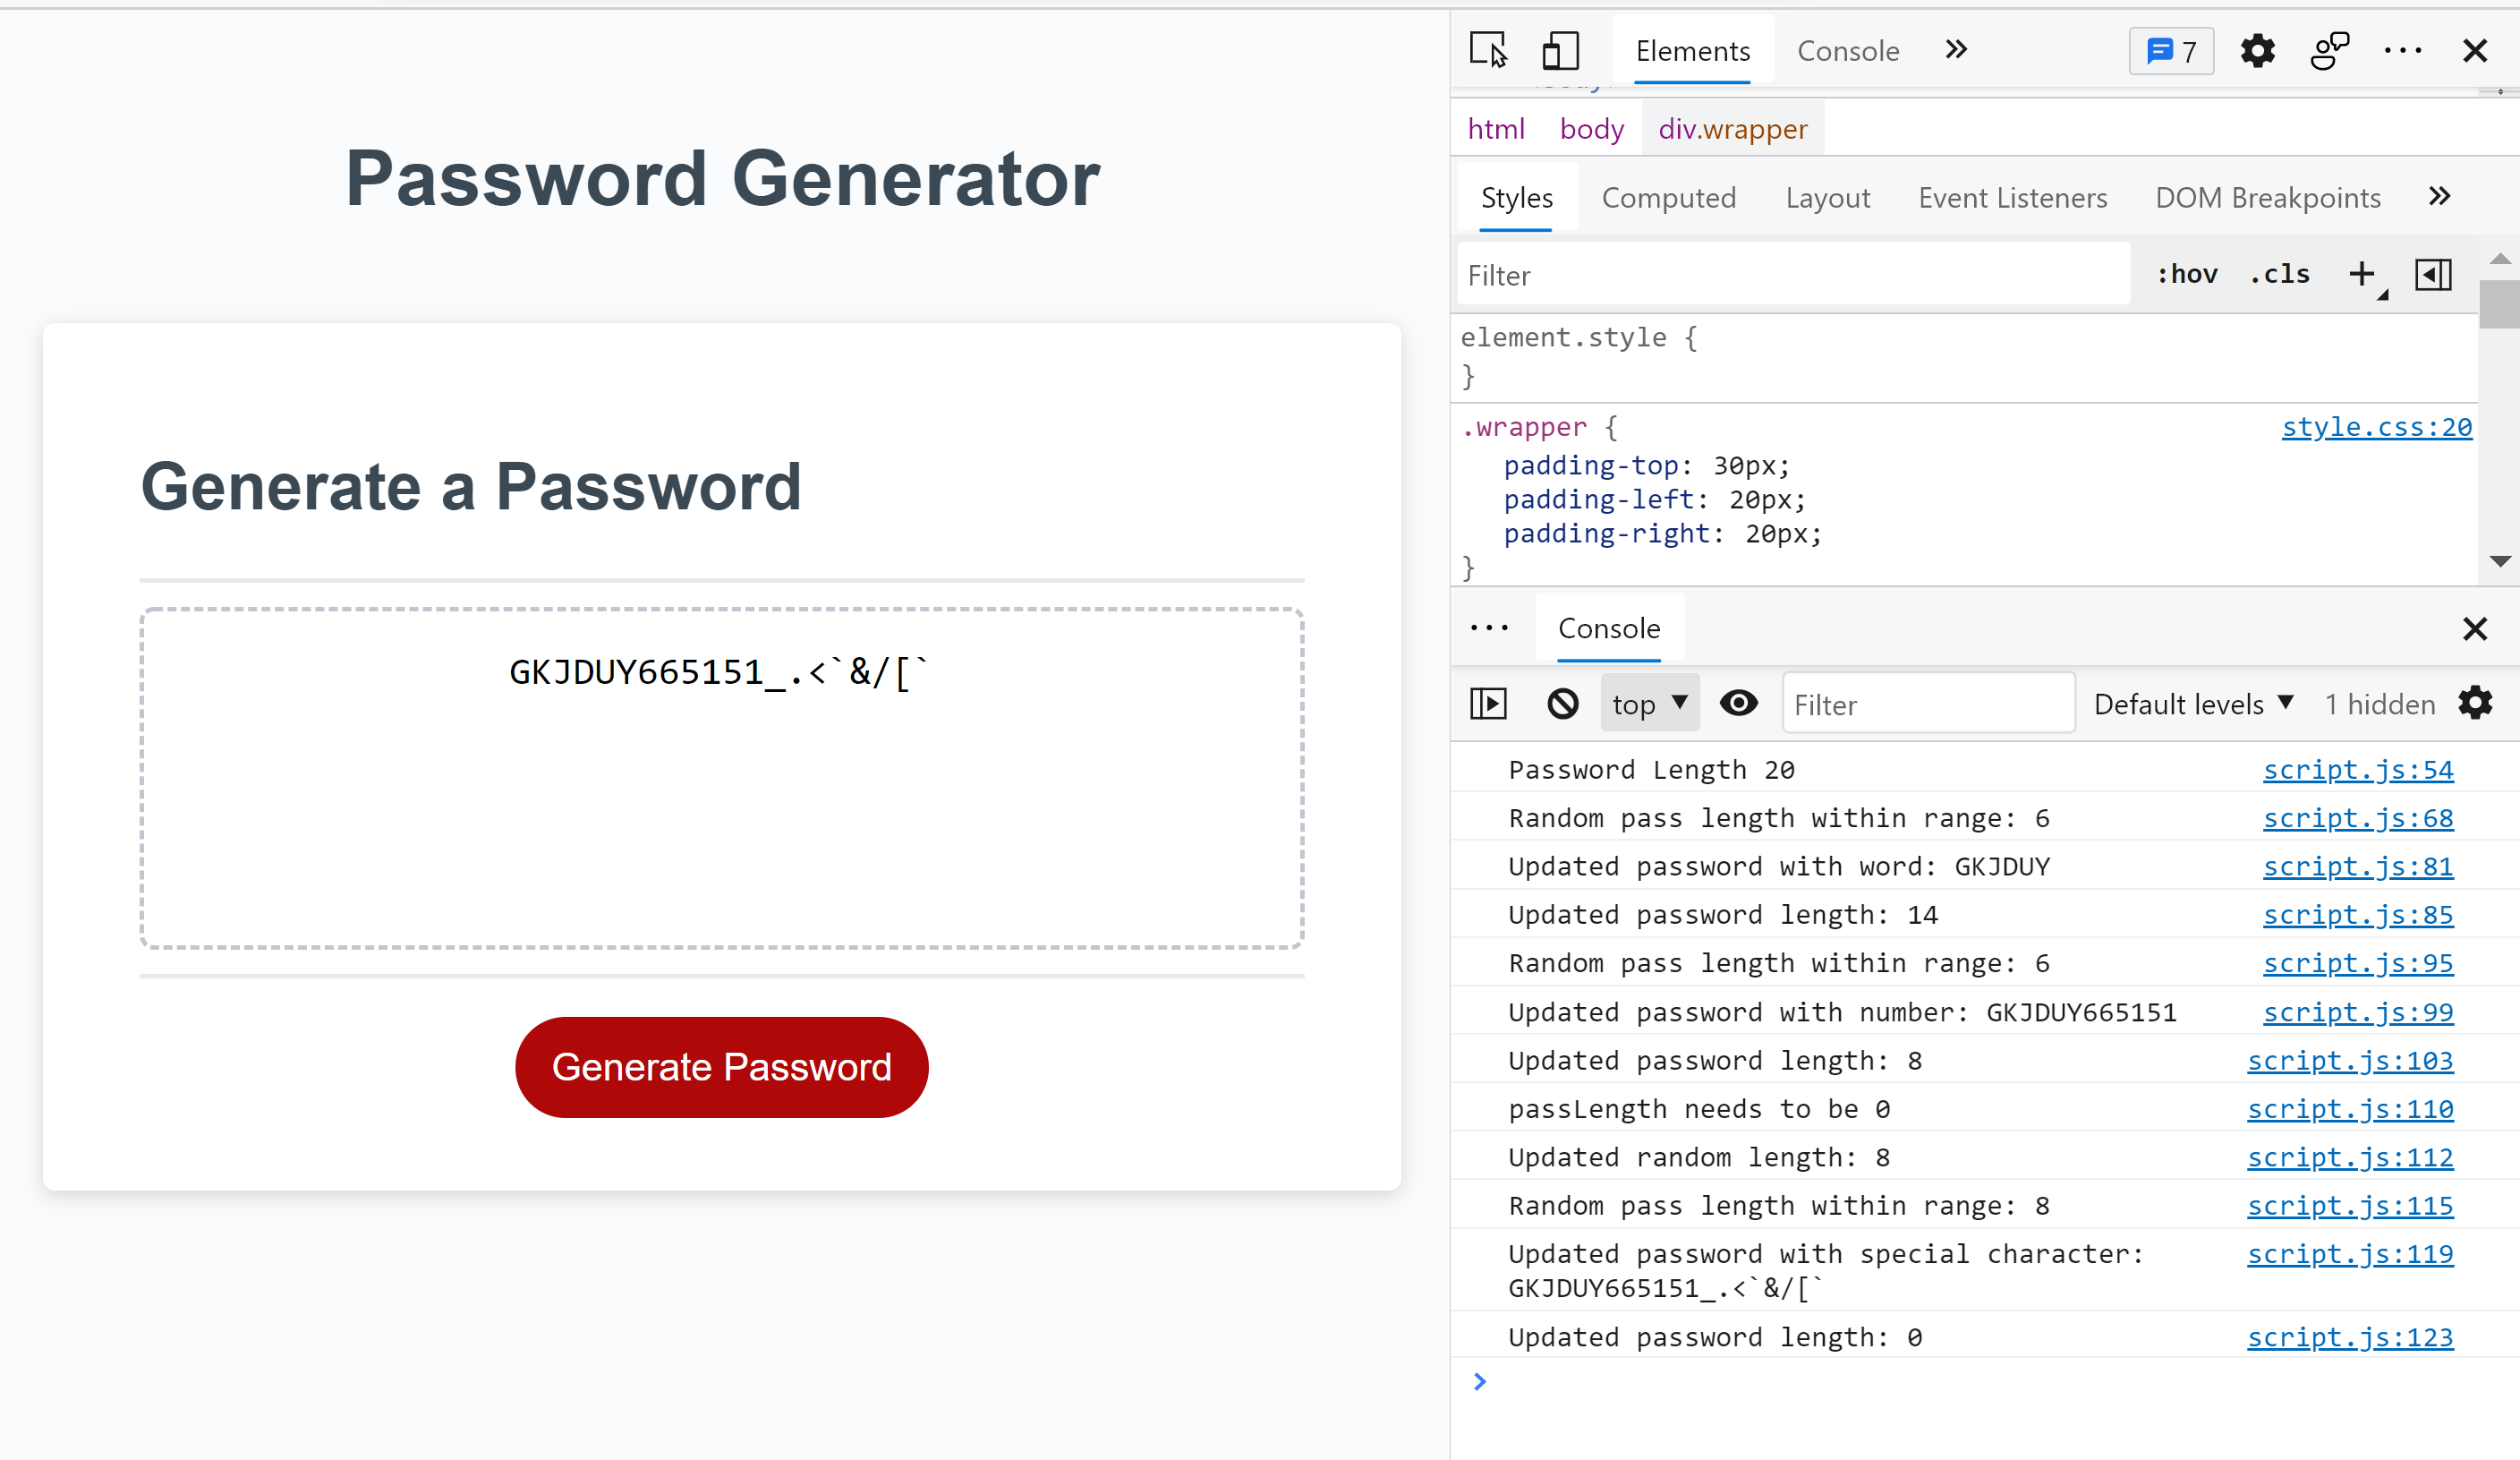 Password Generator
Generate a Password
GKJDUY665151_.<`&/[`
Generate Password
Elements
Console
7
html
body
div.wrapper
Styles
Computed
Layout
Event Listeners
DOM Breakpoints
Filter
:hov
.cls
element.style {
}
.wrapper {
style.css:20
padding-top: 30px;
padding-left: 20px;
padding-right: 20px;
}
Console
top
Filter
Default levels
1 hidden
Password Length 20
script.js:54
Random pass length within range: 6
script.js:68
Updated password with word: GKJDUY
script.js:81
Updated password length: 14
script.js:85
Random pass length within range: 6
script.js:95
Updated password with number: GKJDUY665151
script.js:99
Updated password length: 8
script.js:103
passLength needs to be 0
script.js:110
Updated random length: 8
script.js:112
Random pass length within range: 8
script.js:115
Updated password with special character:
script.js:119
GKJDUY665151_.<`&/[`
Updated password length: 0
script.js:123